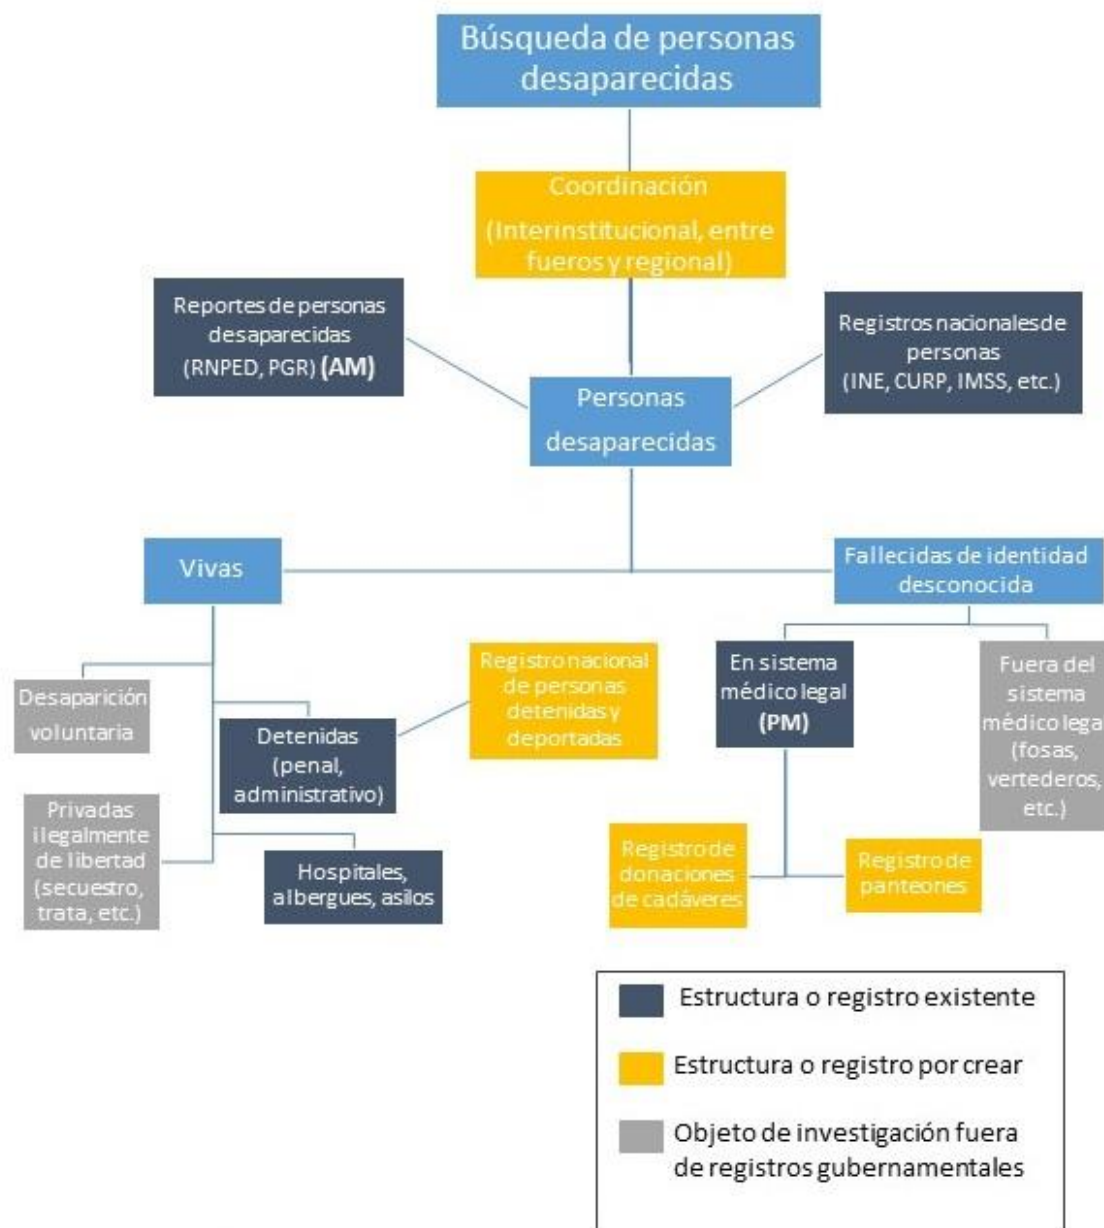 Búsqueda de personas
desaparecidas
Coordinación
(Interinstitucional, entre
fueros y regional)
Reportes de personas
desaparecidas
(RNPED, PGR) (AM)
Registros nacionales de
personas
(INE, CURP, IMSS, etc.)
Personas
desaparecidas
Vivas
Fallecidas de identidad
desconocida
Desaparición
voluntaria
Detenidas
(penal,
administrativo)
Registro nacional
de personas
detenidas y
deportadas
Privadas
ilegalmente
de libertad
(secuestro,
trata, etc.)
Hospitales,
albergues, asilos
En sistema
médico legal
(PM)
Fuera del
sistema
médico legal
(fosas,
vertederos,
etc.)
Registro de
donaciones
de cadáveres
Registro de
panteones
Estructura o registro existente
Estructura o registro por crear
Objeto de investigación fuera
de registros gubernamentales